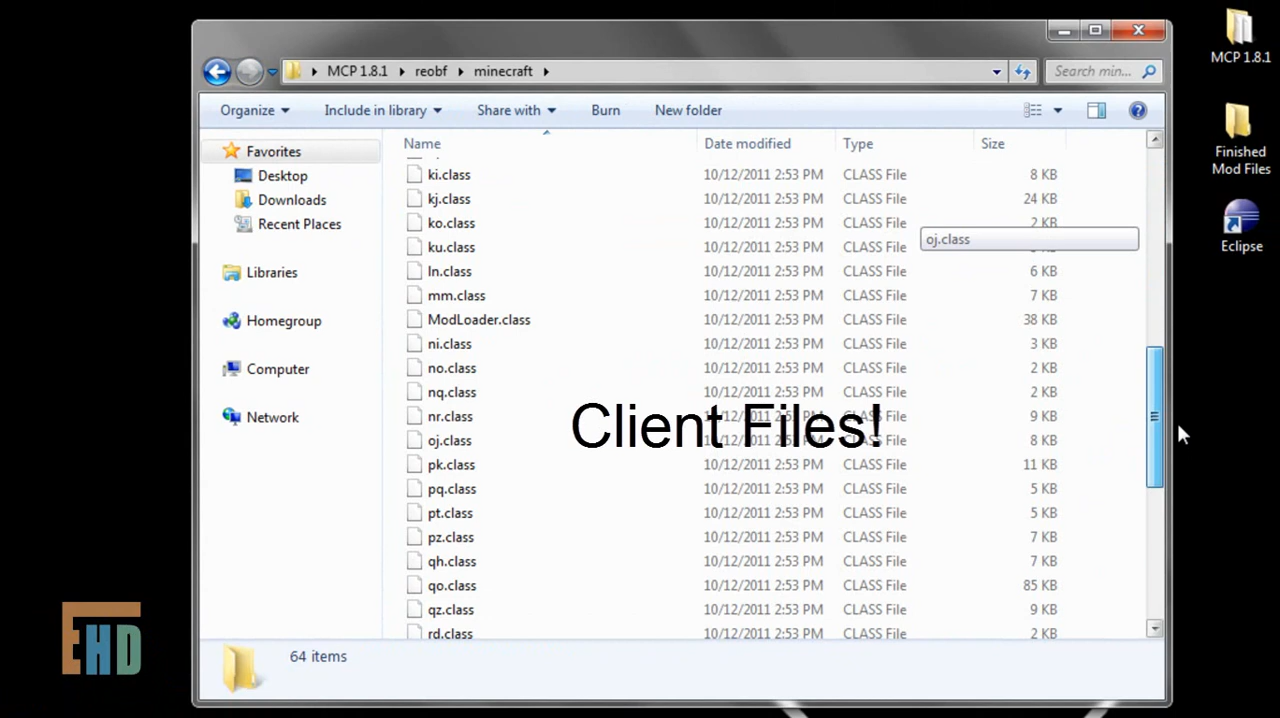 MCP 1.8.1 reobf minecraft
Search min...
Organize Include in library Share with Burn New folder
Name Date modified Type Size
Favorites
Desktop
Downloads
Recent Places
Libraries
Homegroup
Computer
Network
ki.class 10/12/2011 2:53 PM CLASS File 8 KB
kj.class 10/12/2011 2:53 PM CLASS File 24 KB
ko.class 10/12/2011 2:53 PM CLASS File 2 KB
ku.class 10/12/2011 2:53 PM CLASS File
oj.class
ln.class 10/12/2011 2:53 PM CLASS File 6 KB
mm.class 10/12/2011 2:53 PM CLASS File 7 KB
ModLoader.class 10/12/2011 2:53 PM CLASS File 38 KB
ni.class 10/12/2011 2:53 PM CLASS File 3 KB
no.class 10/12/2011 2:53 PM CLASS File 2 KB
nq.class 10/12/2011 2:53 PM CLASS File 2 KB
nr.class 10/12/2011 2:53 PM CLASS File 9 KB
Client Files!
oj.class 10/12/2011 2:53 PM CLASS File 8 KB
pk.class 10/12/2011 2:53 PM CLASS File 11 KB
pq.class 10/12/2011 2:53 PM CLASS File 5 KB
pt.class 10/12/2011 2:53 PM CLASS File 5 KB
pz.class 10/12/2011 2:53 PM CLASS File 7 KB
qh.class 10/12/2011 2:53 PM CLASS File 7 KB
qo.class 10/12/2011 2:53 PM CLASS File 85 KB
qz.class 10/12/2011 2:53 PM CLASS File 9 KB
rd.class 10/12/2011 2:53 PM CLASS File 2 KB
64 items
MCP 1.8.1
Finished
Mod Files
Eclipse
EHD